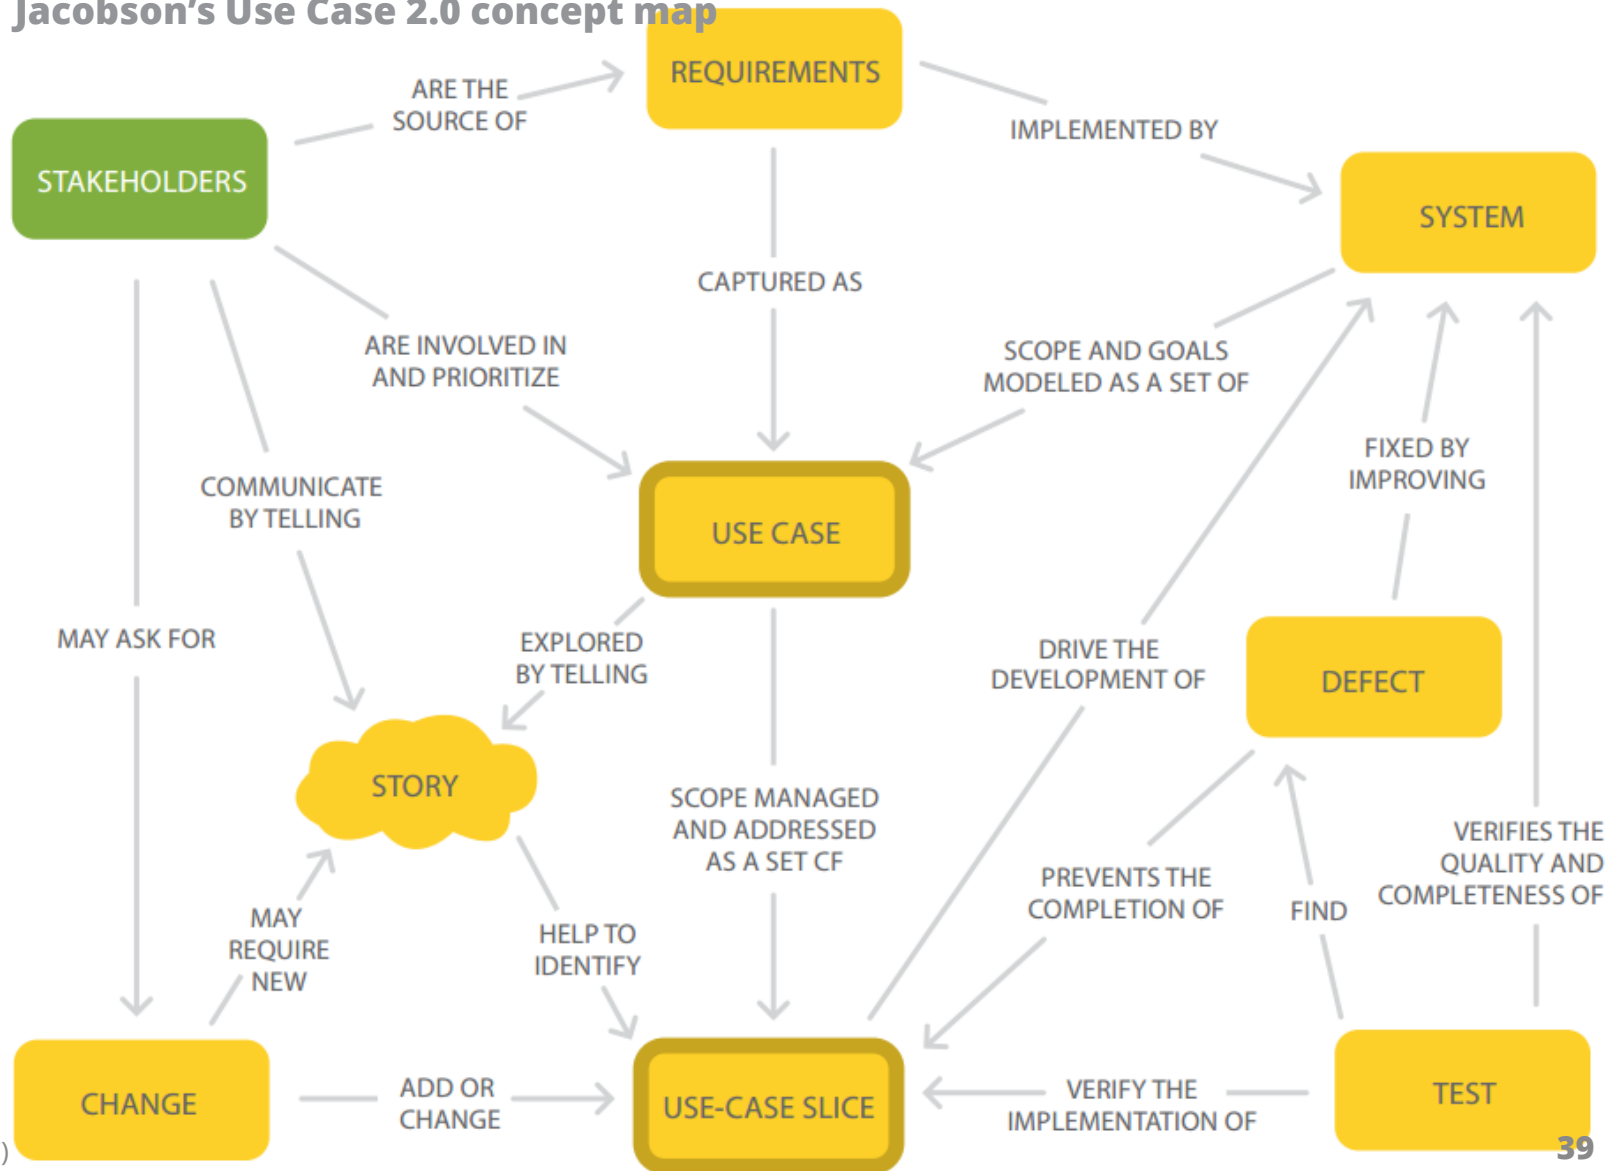 Jacobson’s Use Case 2.0 concept map
REQUIREMENTS
ARE THE
SOURCE OF
IMPLEMENTED BY
STAKEHOLDERS
SYSTEM
CAPTURED AS
ARE INVOLVED IN
AND PRIORITIZE
SCOPE AND GOALS
MODELED AS A SET OF
COMMUNICATE
BY TELLING
FIXED BY
IMPROVING
USE CASE
MAY ASK FOR
EXPLORED
BY TELLING
DRIVE THE
DEVELOPMENT OF
DEFECT
STORY
SCOPE MANAGED
AND ADDRESSED
AS A SET CF
VERIFIES THE
QUALITY AND
COMPLETENESS OF
PREVENTS THE
COMPLETION OF
FIND
MAY
REQUIRE
NEW
HELP TO
IDENTIFY
CHANGE
ADD OR
CHANGE
USE-CASE SLICE
VERIFY THE
IMPLEMENTATION OF
TEST
)
39